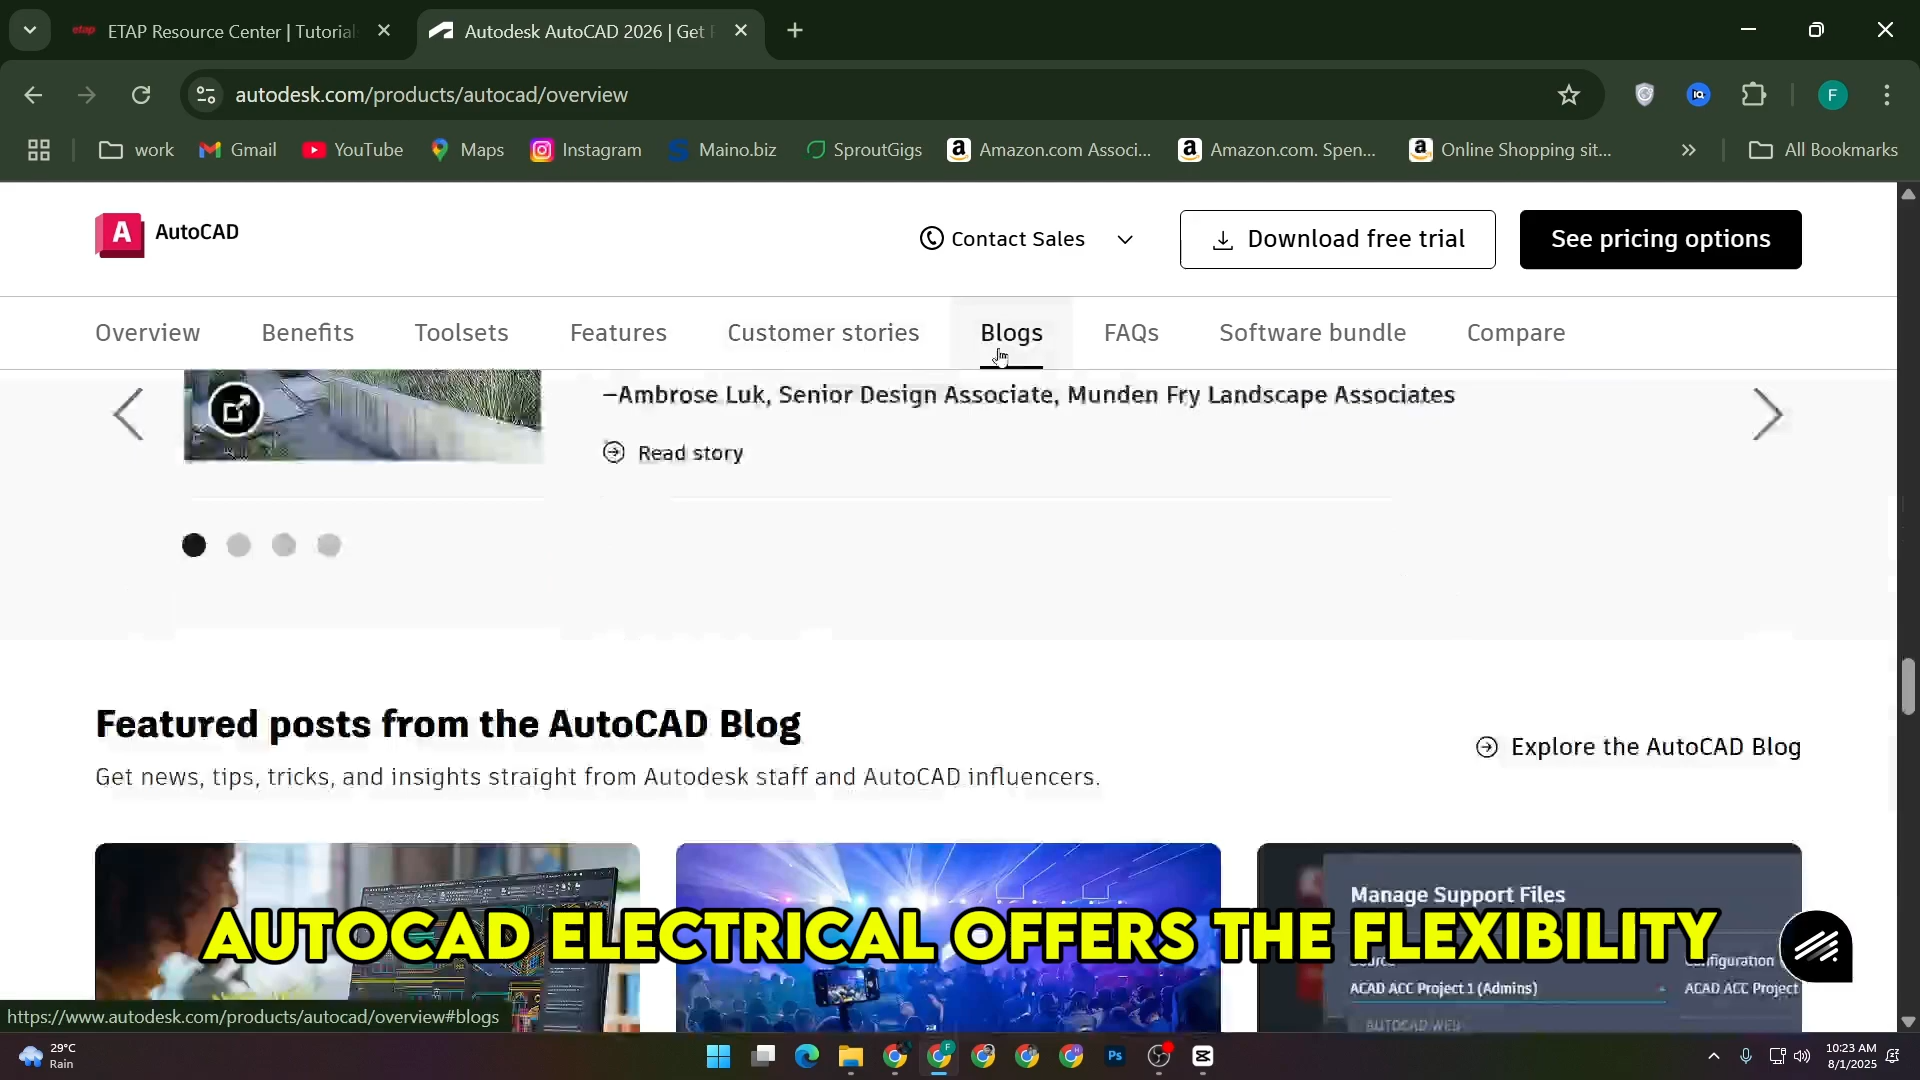 etap ETAP Resource Center | Tutorial
Autodesk AutoCAD 2026 | Get
autodesk.com/products/autocad/overview
F
work
Gmail
YouTube
Maps
Instagram
Maino.biz
SproutGigs
Amazon.com Associ...
Amazon.com. Spen...
Online Shopping sit...
All Bookmarks
A AutoCAD
Contact Sales
Download free trial
See pricing options
Overview
Benefits
Toolsets
Features
Customer stories
Blogs
FAQs
Software bundle
Compare
–Ambrose Luk, Senior Design Associate, Munden Fry Landscape Associates
Read story
Featured posts from the AutoCAD Blog
Get news, tips, tricks, and insights straight from Autodesk staff and AutoCAD influencers.
Explore the AutoCAD Blog
Manage Support Files
AUTOCAD ELECTRICAL OFFERS THE FLEXIBILITY
Source
Configuration
ACAD ACC Project 1 (Admins)
ACAD ACC Project
AUTOCAD WEB
https://www.autodesk.com/products/autocad/overview#blogs
29°C
Rain
Ps
10:23 AM
8/1/2025